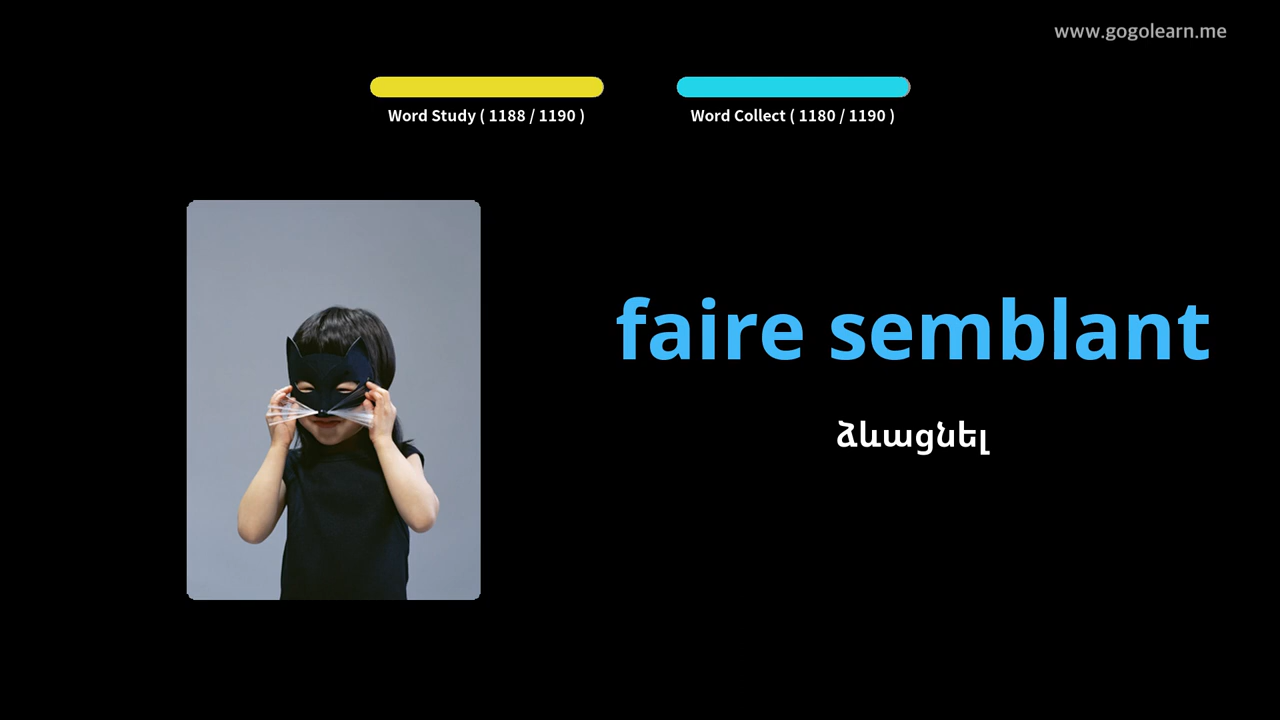 www.gogolearn.me
Word Study ( 1188 / 1190 )
Word Collect ( 1180 / 1190 )
faire semblant
ձևացնել